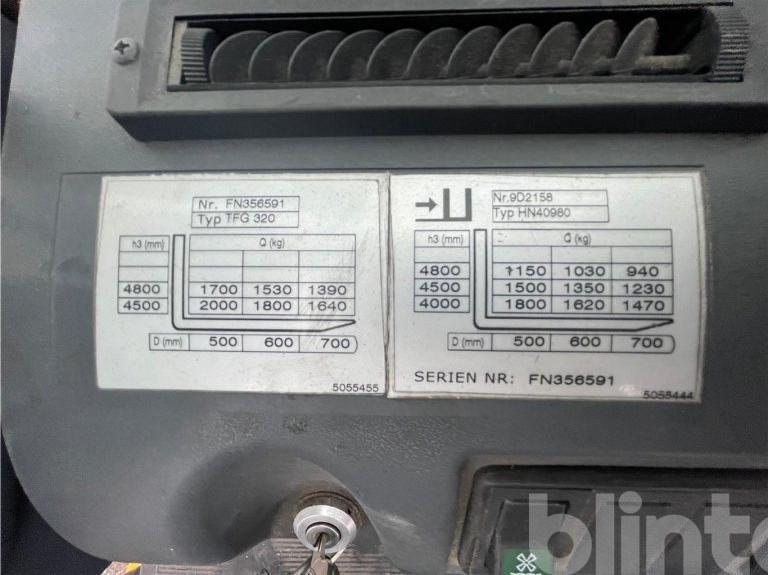 Nr. FN356591
Typ TFG 320
h3 (mm) Q (kg)
4800 1700 1530 1390
4500 2000 1800 1640
D (mm) 500 600 700
5055455
Nr.9D2158
Typ HN40980
h3 (mm) Q (kg)
4800 1150 1030 940
4500 1500 1350 1230
4000 1800 1620 1470
D (mm) 500 600 700
SERIEN NR: FN356591
5055444